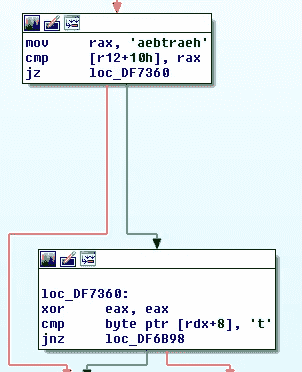 mov rax, 'aebtraeh'
cmp [r12+10h], rax
jz loc_DF7360
loc_DF7360:
xor eax, eax
cmp byte ptr [rdx+8], 't'
jnz loc_DF6B98